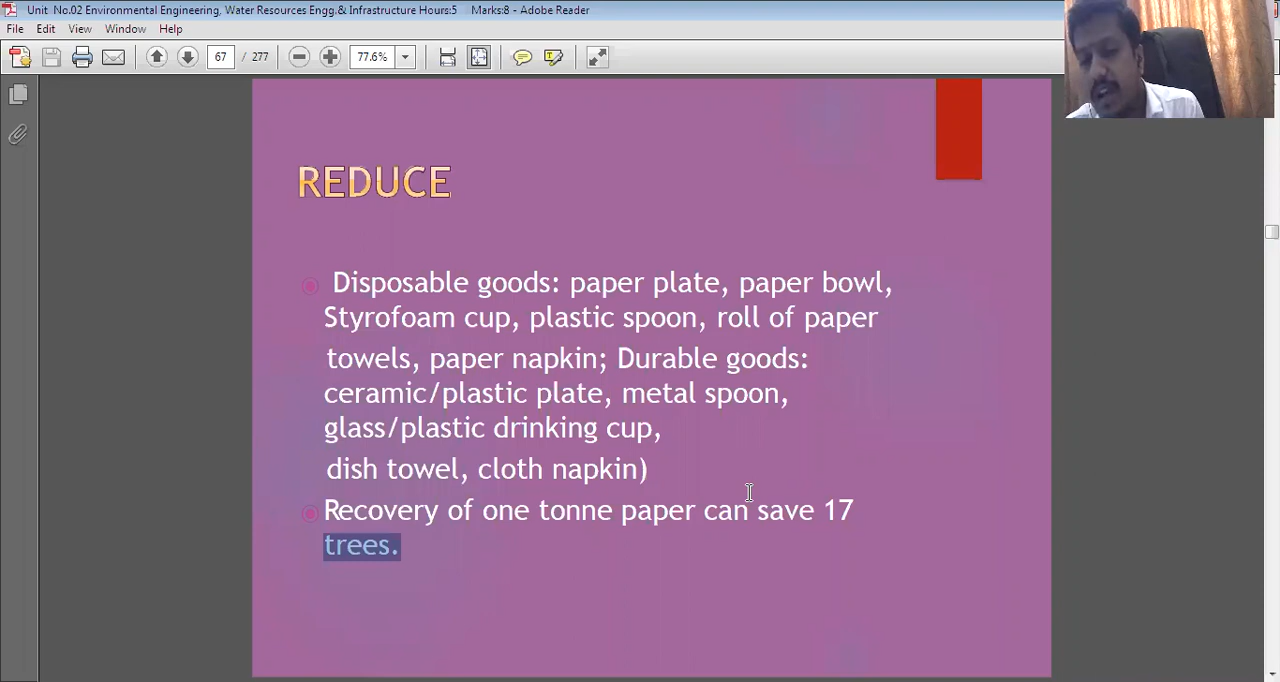 Unit No.02 Environmental Engineering, Water Resources Engg.& Infrastructure Hours:5 Marks:8 - Adobe Reader
File Edit View Window Help
67 / 277 77.6%
REDUCE
Disposable goods: paper plate, paper bowl,
Styrofoam cup, plastic spoon, roll of paper
towels, paper napkin; Durable goods:
ceramic/plastic plate, metal spoon,
glass/plastic drinking cup,
dish towel, cloth napkin)
Recovery of one tonne paper can save 17
trees.